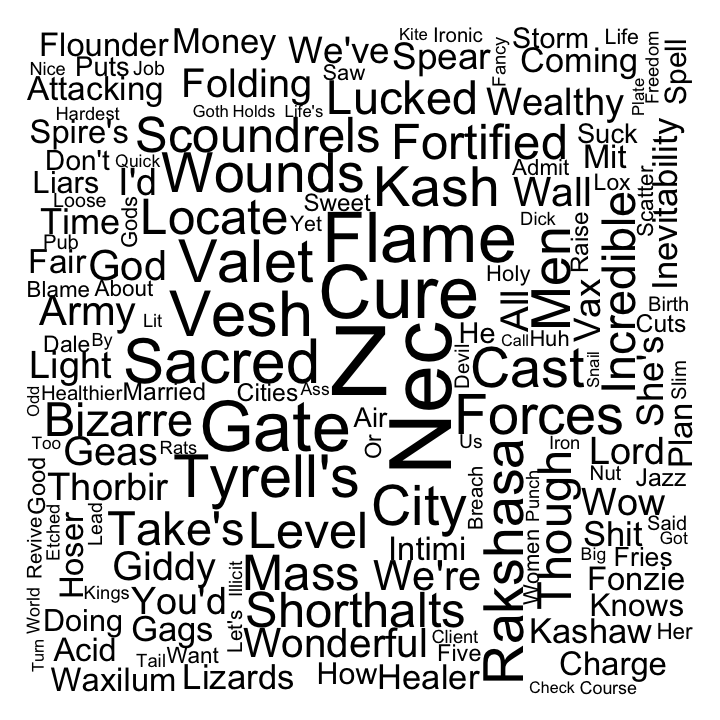 Flounder
Money
We've
Kite
Ironic
Storm
Life
Nice
Puts
Job
Folding
Saw
Spear
Fancy
Coming
Freedom
Spell
Attacking
Hardest
Goth
Holds
Life's
Lucked
Wealthy
Plate
Spire's
Scoundrels
Fortified
Suck
Don't
Quick
Wounds
Admit
Mit
Inevitability
Liars
I'd
Kash
Wall
Lox
Scatter
Loose
Sweet
Time
Gods
Locate
Yet
Flame
Dick
Raise
Incredible
Pub
Fair
God
Valet
Holy
Men
Blame
About
Cure
All
Vax
Birth
Army
Lit
Vesh
He
Call
Huh
Cuts
Dale
By
Sacred
N
Nec
Devil
Cast
Snail
She's
Light
Slim
Odd
Healthier
Married
Cities
Ass
Bizarre
Gate
Air
Forces
Plan
Too
Geas
Rats
Or
Us
Iron
Lord
Good
Thorbir
Tyrell's
City
Breach
Rakshasa
Punch
Though
Nut
Jazz
Wow
Etched
Lead
Take's
Level
Shit
Said
Got
Revive
Hoser
Intimi
Big
Fries
Giddy
Illicit
Mass
We're
Women
Fonzie
World
Kings
You'd
Shorthalts
Knows
Doing
Gags
Let's
Wonderful
Client
Kashaw
Her
Turn
Acid
Tail
Want
Five
Charge
Waxilum
Lizards
How
Healer
Check
Course